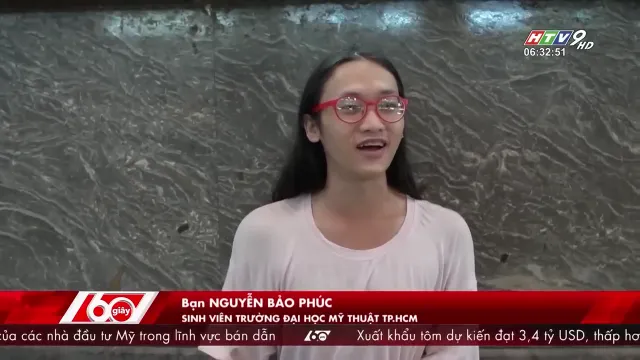 HTV9 HD
06:32:51
60 giây
Bạn NGUYỄN BẢO PHÚC
SINH VIÊN TRƯỜNG ĐẠI HỌC MỸ THUẬT TP.HCM
của các nhà đầu tư Mỹ trong lĩnh vực bán dẫn 60 giây Xuất khẩu tôm dự kiến đạt 3,4 tỷ USD, thấp